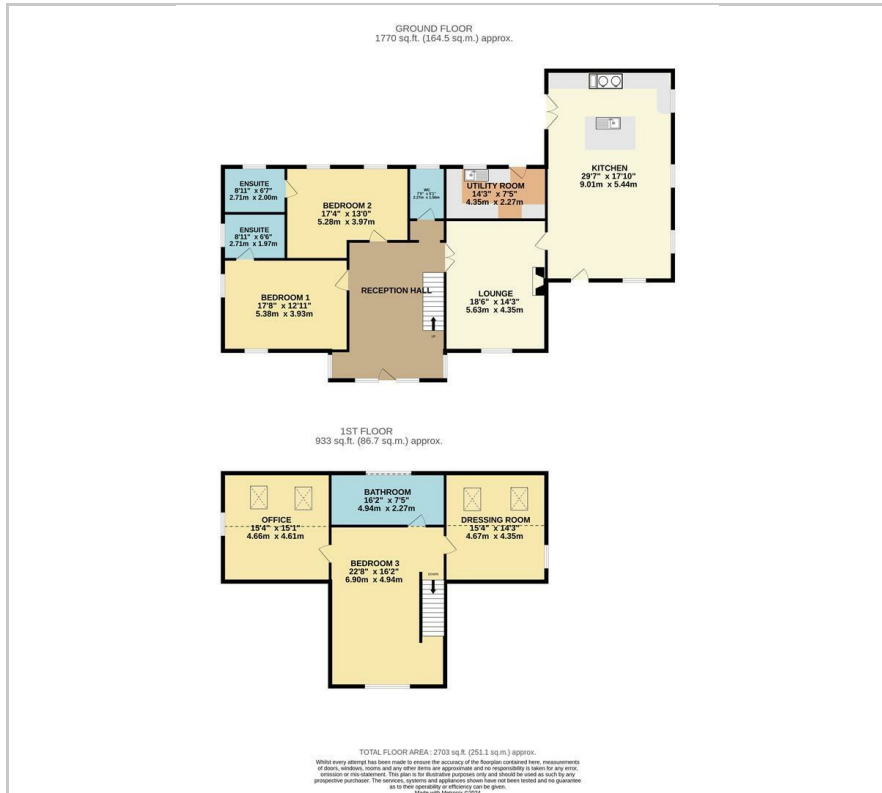 GROUND FLOOR
1770 sq.ft. (164.5 sq.m.) approx.
KITCHEN
29'7" x 17'10"
9.01m x 5.44m
ENSUITE
8'11" x 6'7"
2.71m x 2.00m
BEDROOM 2
17'4" x 13'0"
5.28m x 3.97m
WC
UTILITY ROOM
14'3" x 7'5"
4.35m x 2.27m
ENSUITE
8'11" x 6'6"
2.71m x 1.97m
BEDROOM 1
17'8" x 12'11"
5.38m x 3.93m
RECEPTION HALL
UP
LOUNGE
18'6" x 14'3"
5.63m x 4.35m
1ST FLOOR
933 sq.ft. (86.7 sq.m.) approx.
OFFICE
15'4" x 15'1"
4.66m x 4.61m
BATHROOM
16'2" x 7'5"
4.94m x 2.27m
DRESSING ROOM
15'4" x 14'3"
4.67m x 4.35m
BEDROOM 3
22'8" x 16'2"
6.90m x 4.94m
DOWN
TOTAL FLOOR AREA : 2703 sq.ft. (251.1 sq.m.) approx.
Whilst every attempt has been made to ensure the accuracy of the floorplan contained here, measurements
of doors, windows, rooms and any other items are approximate and no responsibility is taken for any error,
omission or mis-statement. This plan is for illustrative purposes only and should be used as such by any
prospective purchaser. The services, systems and appliances shown have not been tested and no guarantee
as to their operability or efficiency can be given.
Made with Metropix ©2024